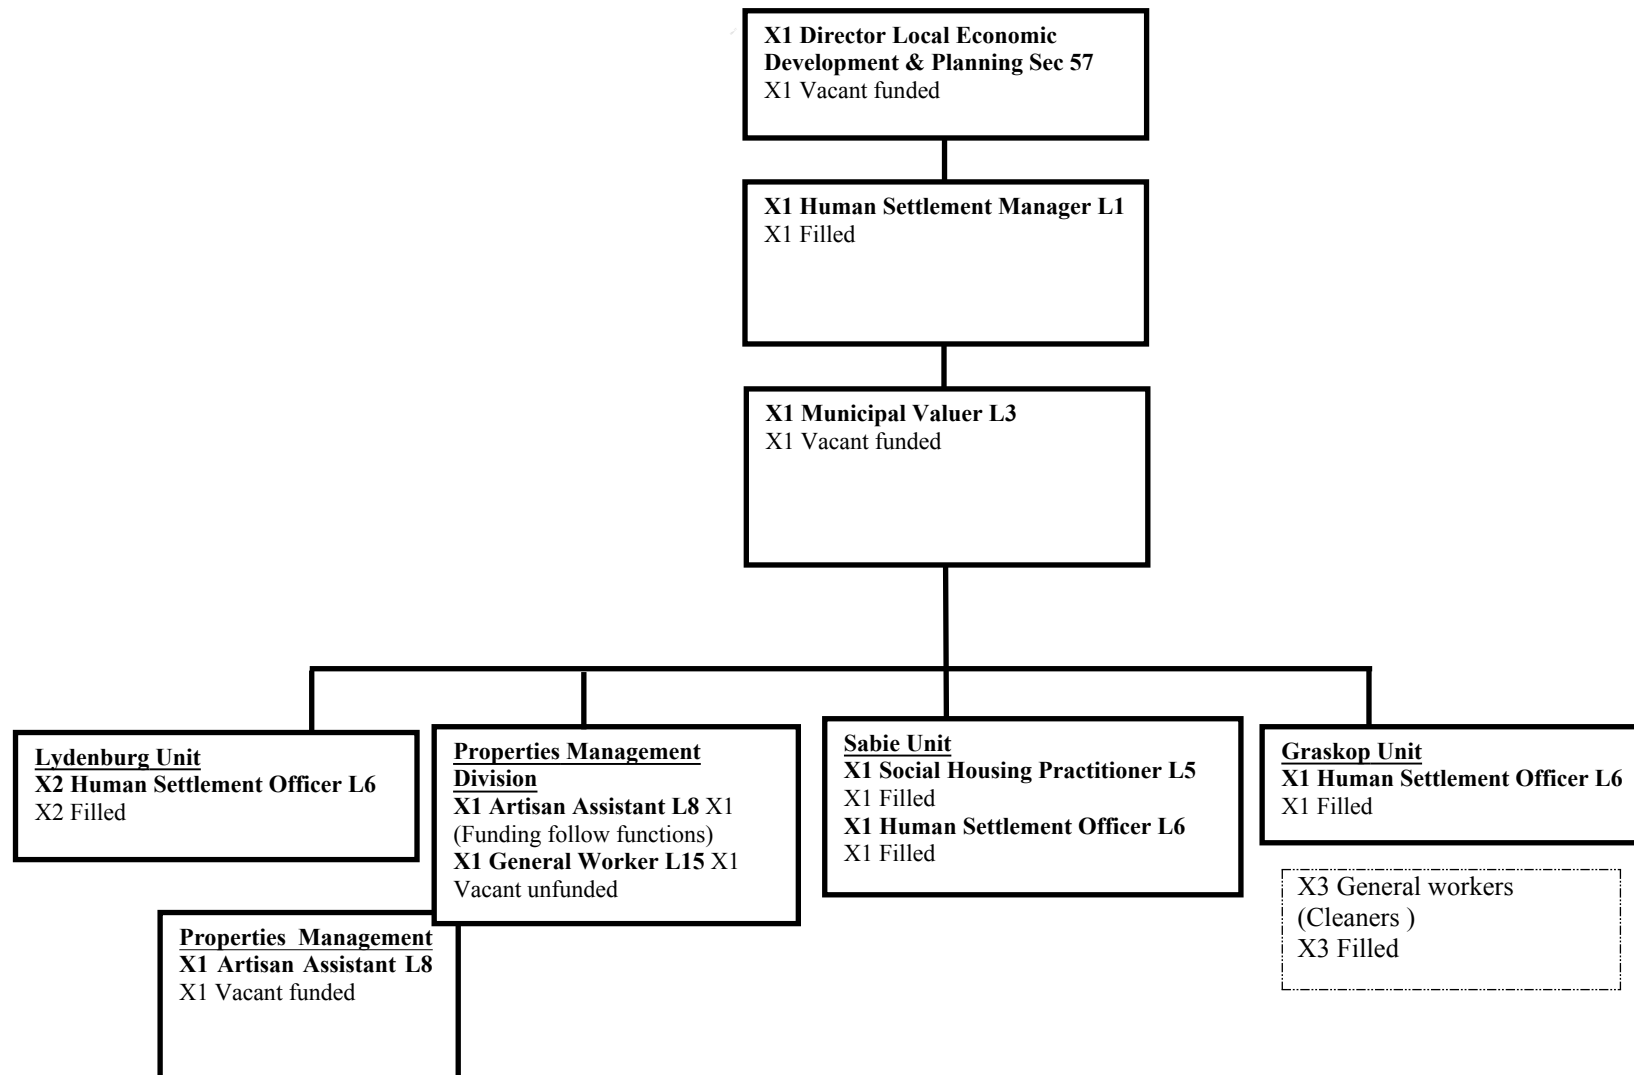 X1 Director Local Economic
Development & Planning Sec 57
X1 Vacant funded
X1 Human Settlement Manager L1
X1 Filled
X1 Municipal Valuer L3
X1 Vacant funded
Lydenburg Unit
X2 Human Settlement Officer L6
X2 Filled
Properties Management
Division
X1 Artisan Assistant L8 X1
(Funding follow functions)
X1 General Worker L15 X1
Vacant unfunded
Sabie Unit
X1 Social Housing Practitioner L5
X1 Filled
X1 Human Settlement Officer L6
X1 Filled
Graskop Unit
X1 Human Settlement Officer L6
X1 Filled
X3 General workers
(Cleaners )
X3 Filled
Properties Management
X1 Artisan Assistant L8
X1 Vacant funded